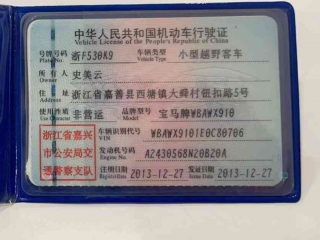 中华人民共和国机动车行驶证
Vehicle License of the People's Republic of China
号牌号码 浙F530K9 车辆类型 小型越野客车
Plate No. Vehicle Type
所有人 史美云
Owner
住址 浙江省嘉善县西塘镇大舜村钮扣路5号
Address
使用性质 非营运 品牌型号 宝马牌WBAWX910
Use Character Model
浙江省嘉兴
市公安局交
通警察支队
车辆识别代号 WBAWX9101E0C80706
VIN
发动机号码 A2430568N20B20A
Engine No.
注册日期 2013-12-27 发证日期 2013-12-27
Register Date Issue Date